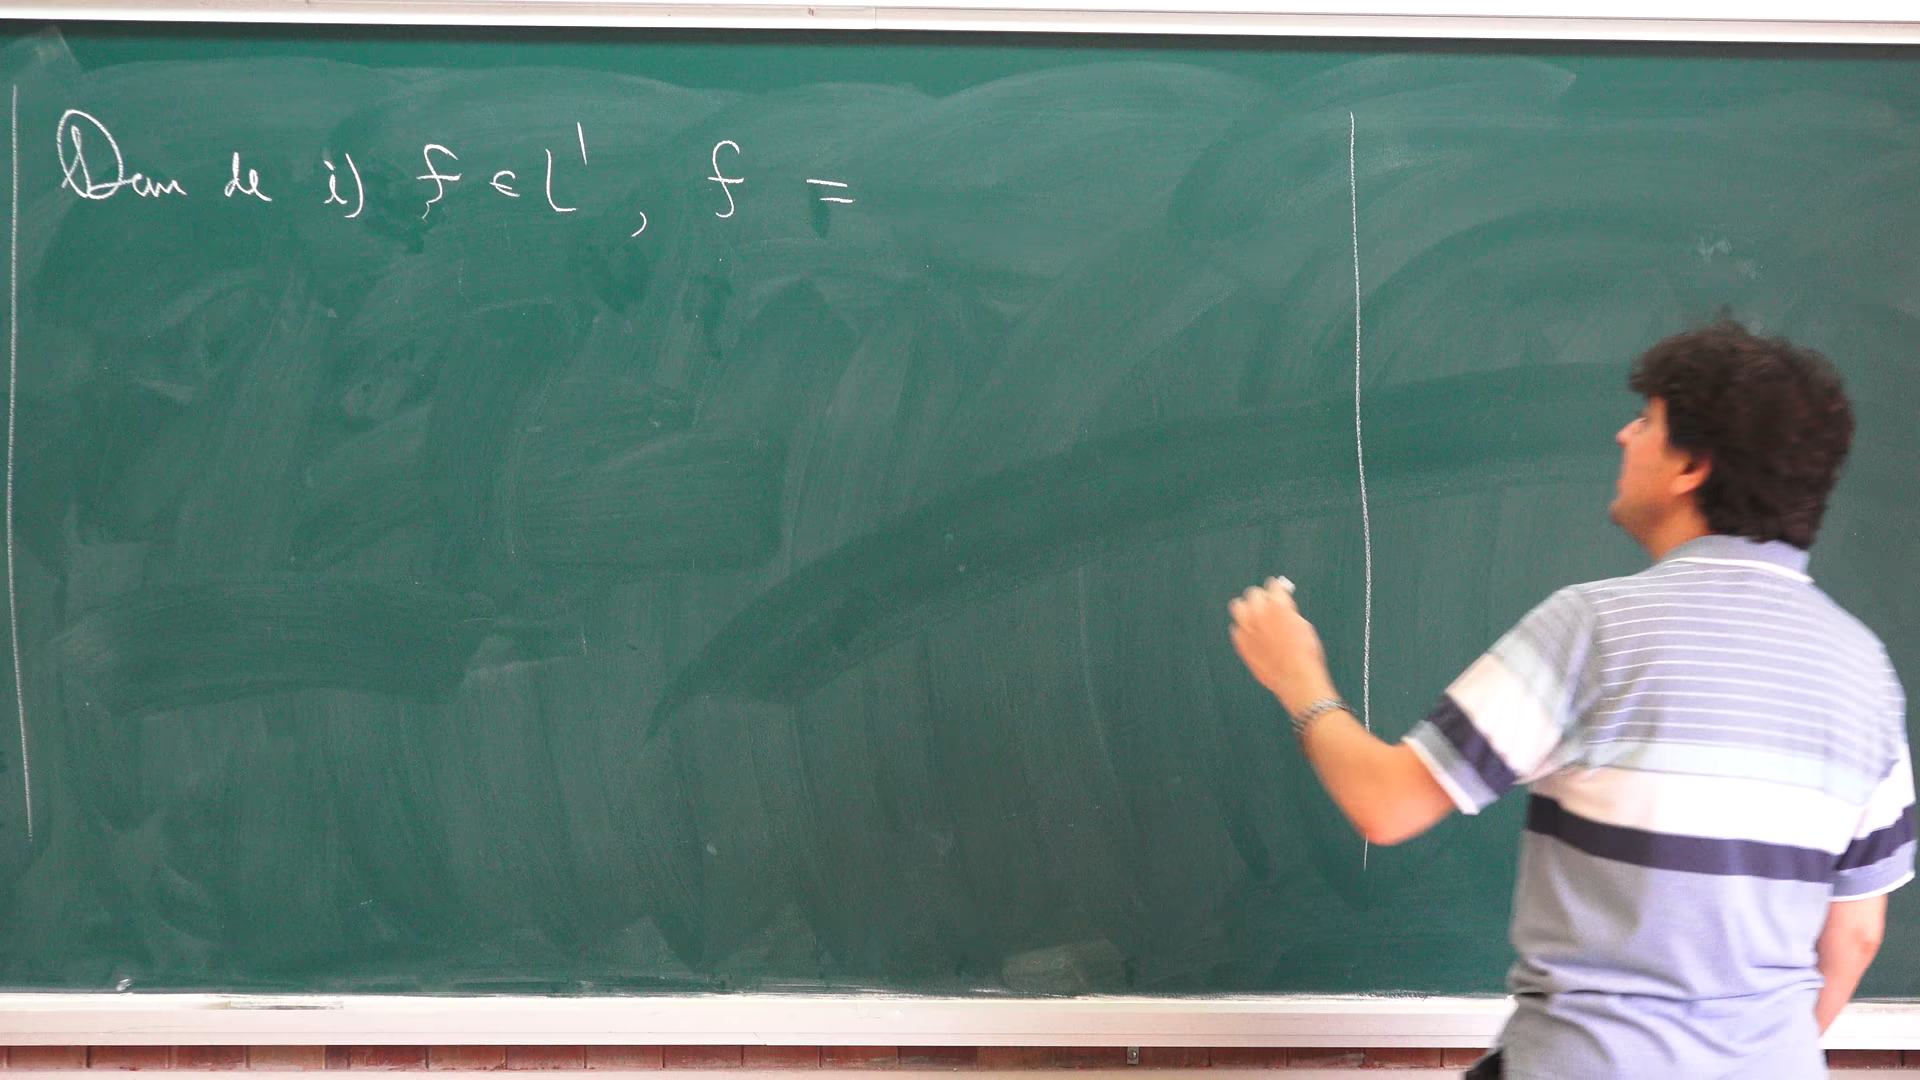 Dem de i) f ∈ L¹, f =